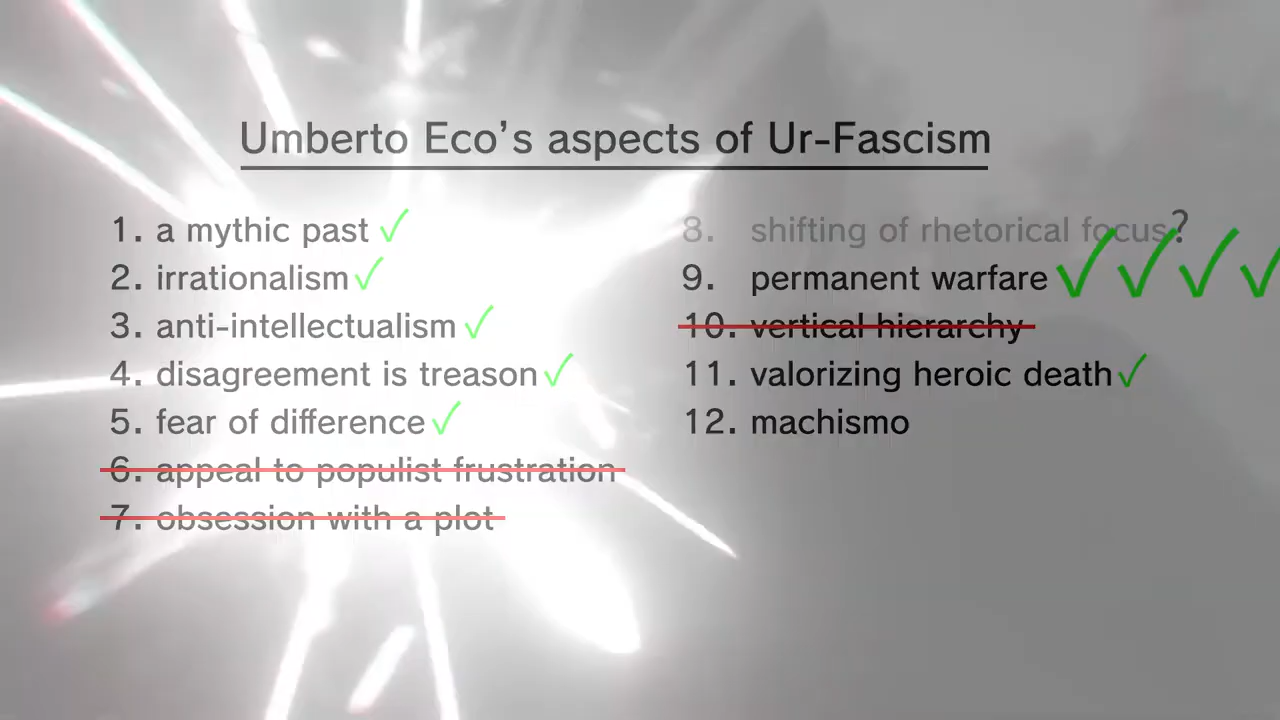 Umberto Eco’s aspects of Ur-Fascism
1. a mythic past ✓
2. irrationalism ✓
3. anti-intellectualism ✓
4. disagreement is treason ✓
5. fear of difference ✓
6. appeal to populist frustration
7. obsession with a plot
8. shifting of rhetorical focus?
9. permanent warfare ✓ ✓ ✓ ✓
10. vertical hierarchy
11. valorizing heroic death ✓
12. machismo